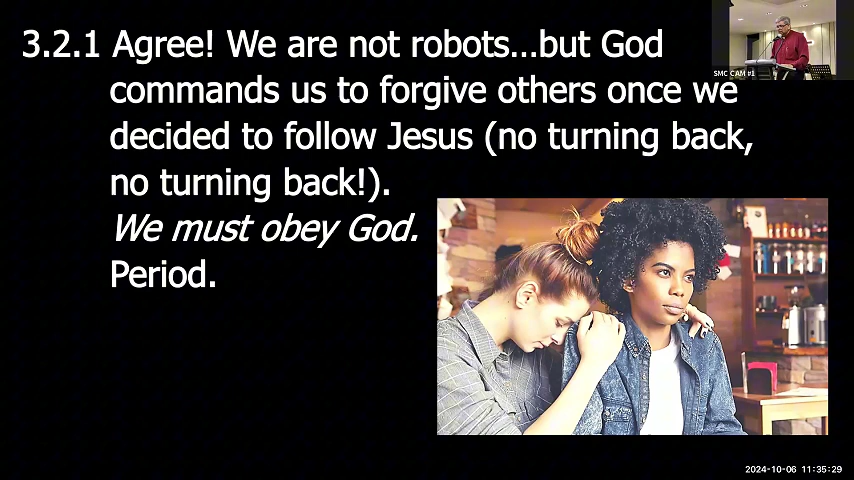 3.2.1 Agree! We are not robots...but God
commands us to forgive others once we
decided to follow Jesus (no turning back,
no turning back!).
We must obey God.
Period.
SMC CAM #1
2024-10-06 11:35:29